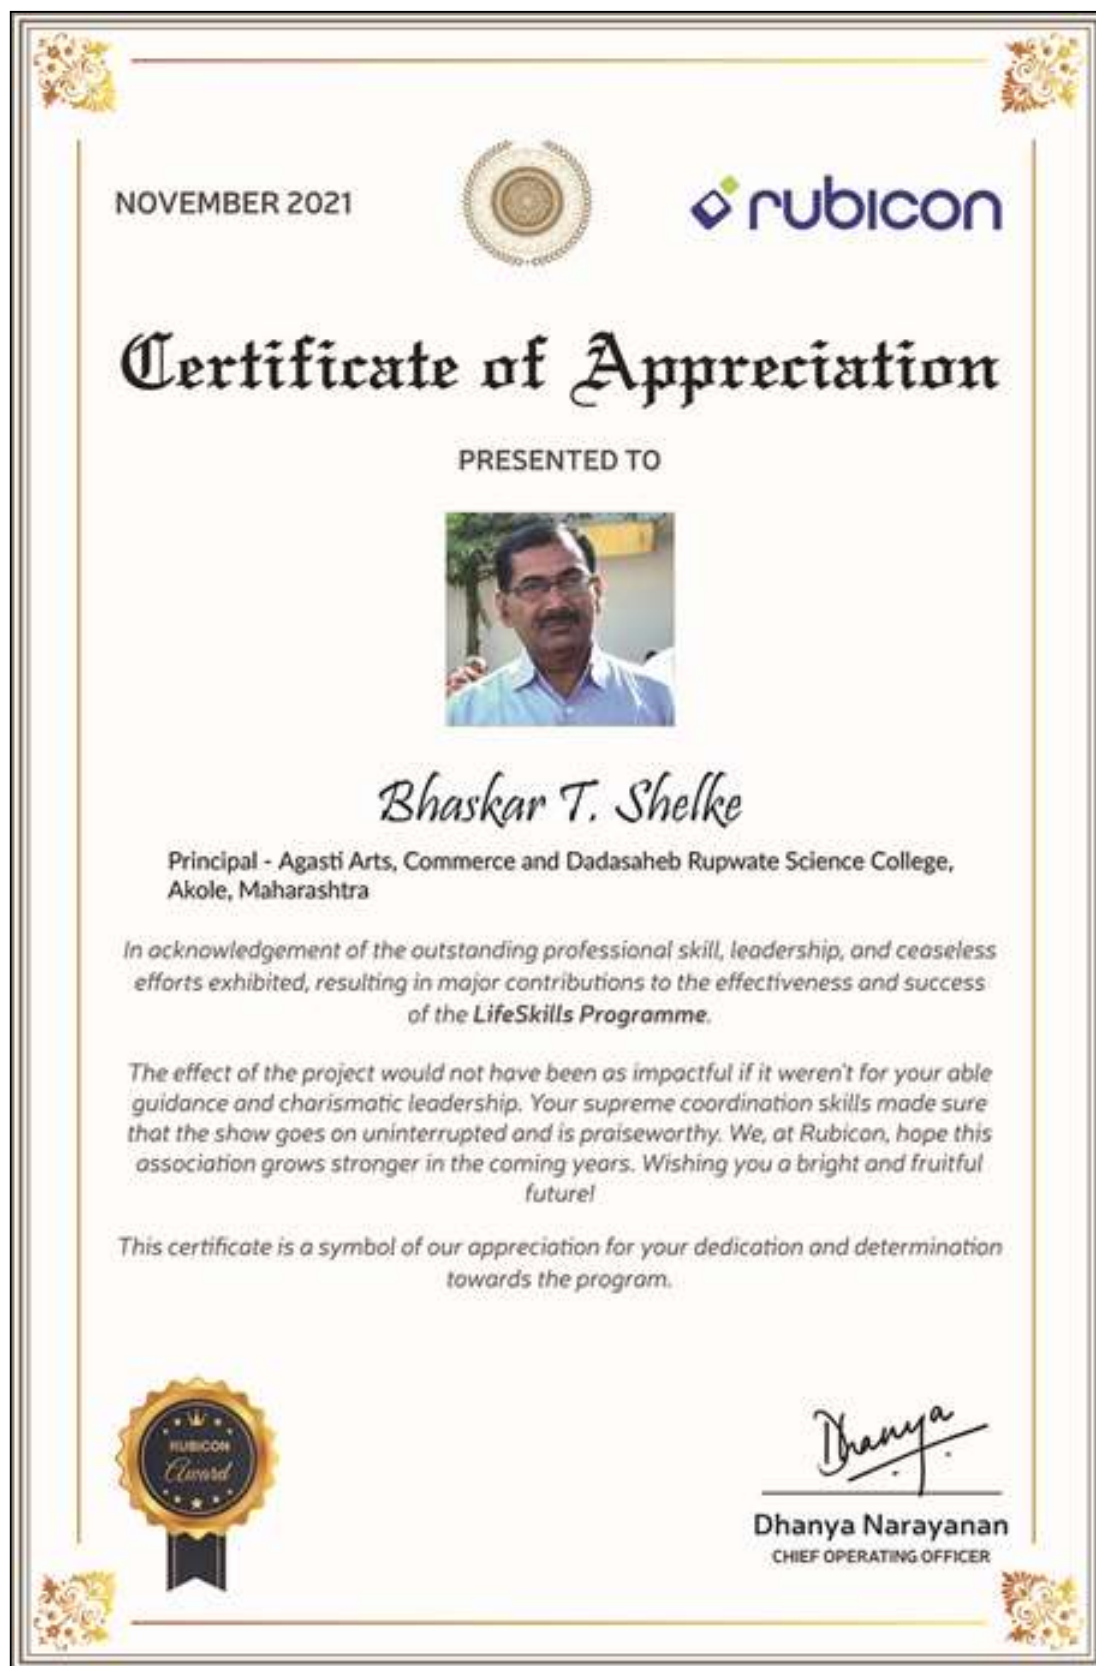 NOVEMBER 2021
rubicon
Certificate of Appreciation
PRESENTED TO
Bhaskar T. Shelke
Principal - Agasti Arts, Commerce and Dadasaheb Rupwate Science College,
Akole, Maharashtra
In acknowledgement of the outstanding professional skill, leadership, and ceaseless
efforts exhibited, resulting in major contributions to the effectiveness and success
of the LifeSkills Programme.
The effect of the project would not have been as impactful if it weren't for your able
guidance and charismatic leadership. Your supreme coordination skills made sure
that the show goes on uninterrupted and is praiseworthy. We, at Rubicon, hope this
association grows stronger in the coming years. Wishing you a bright and fruitful
future!
This certificate is a symbol of our appreciation for your dedication and determination
towards the program.
RUBICON
Award
Dhanya
Dhanya Narayanan
CHIEF OPERATING OFFICER